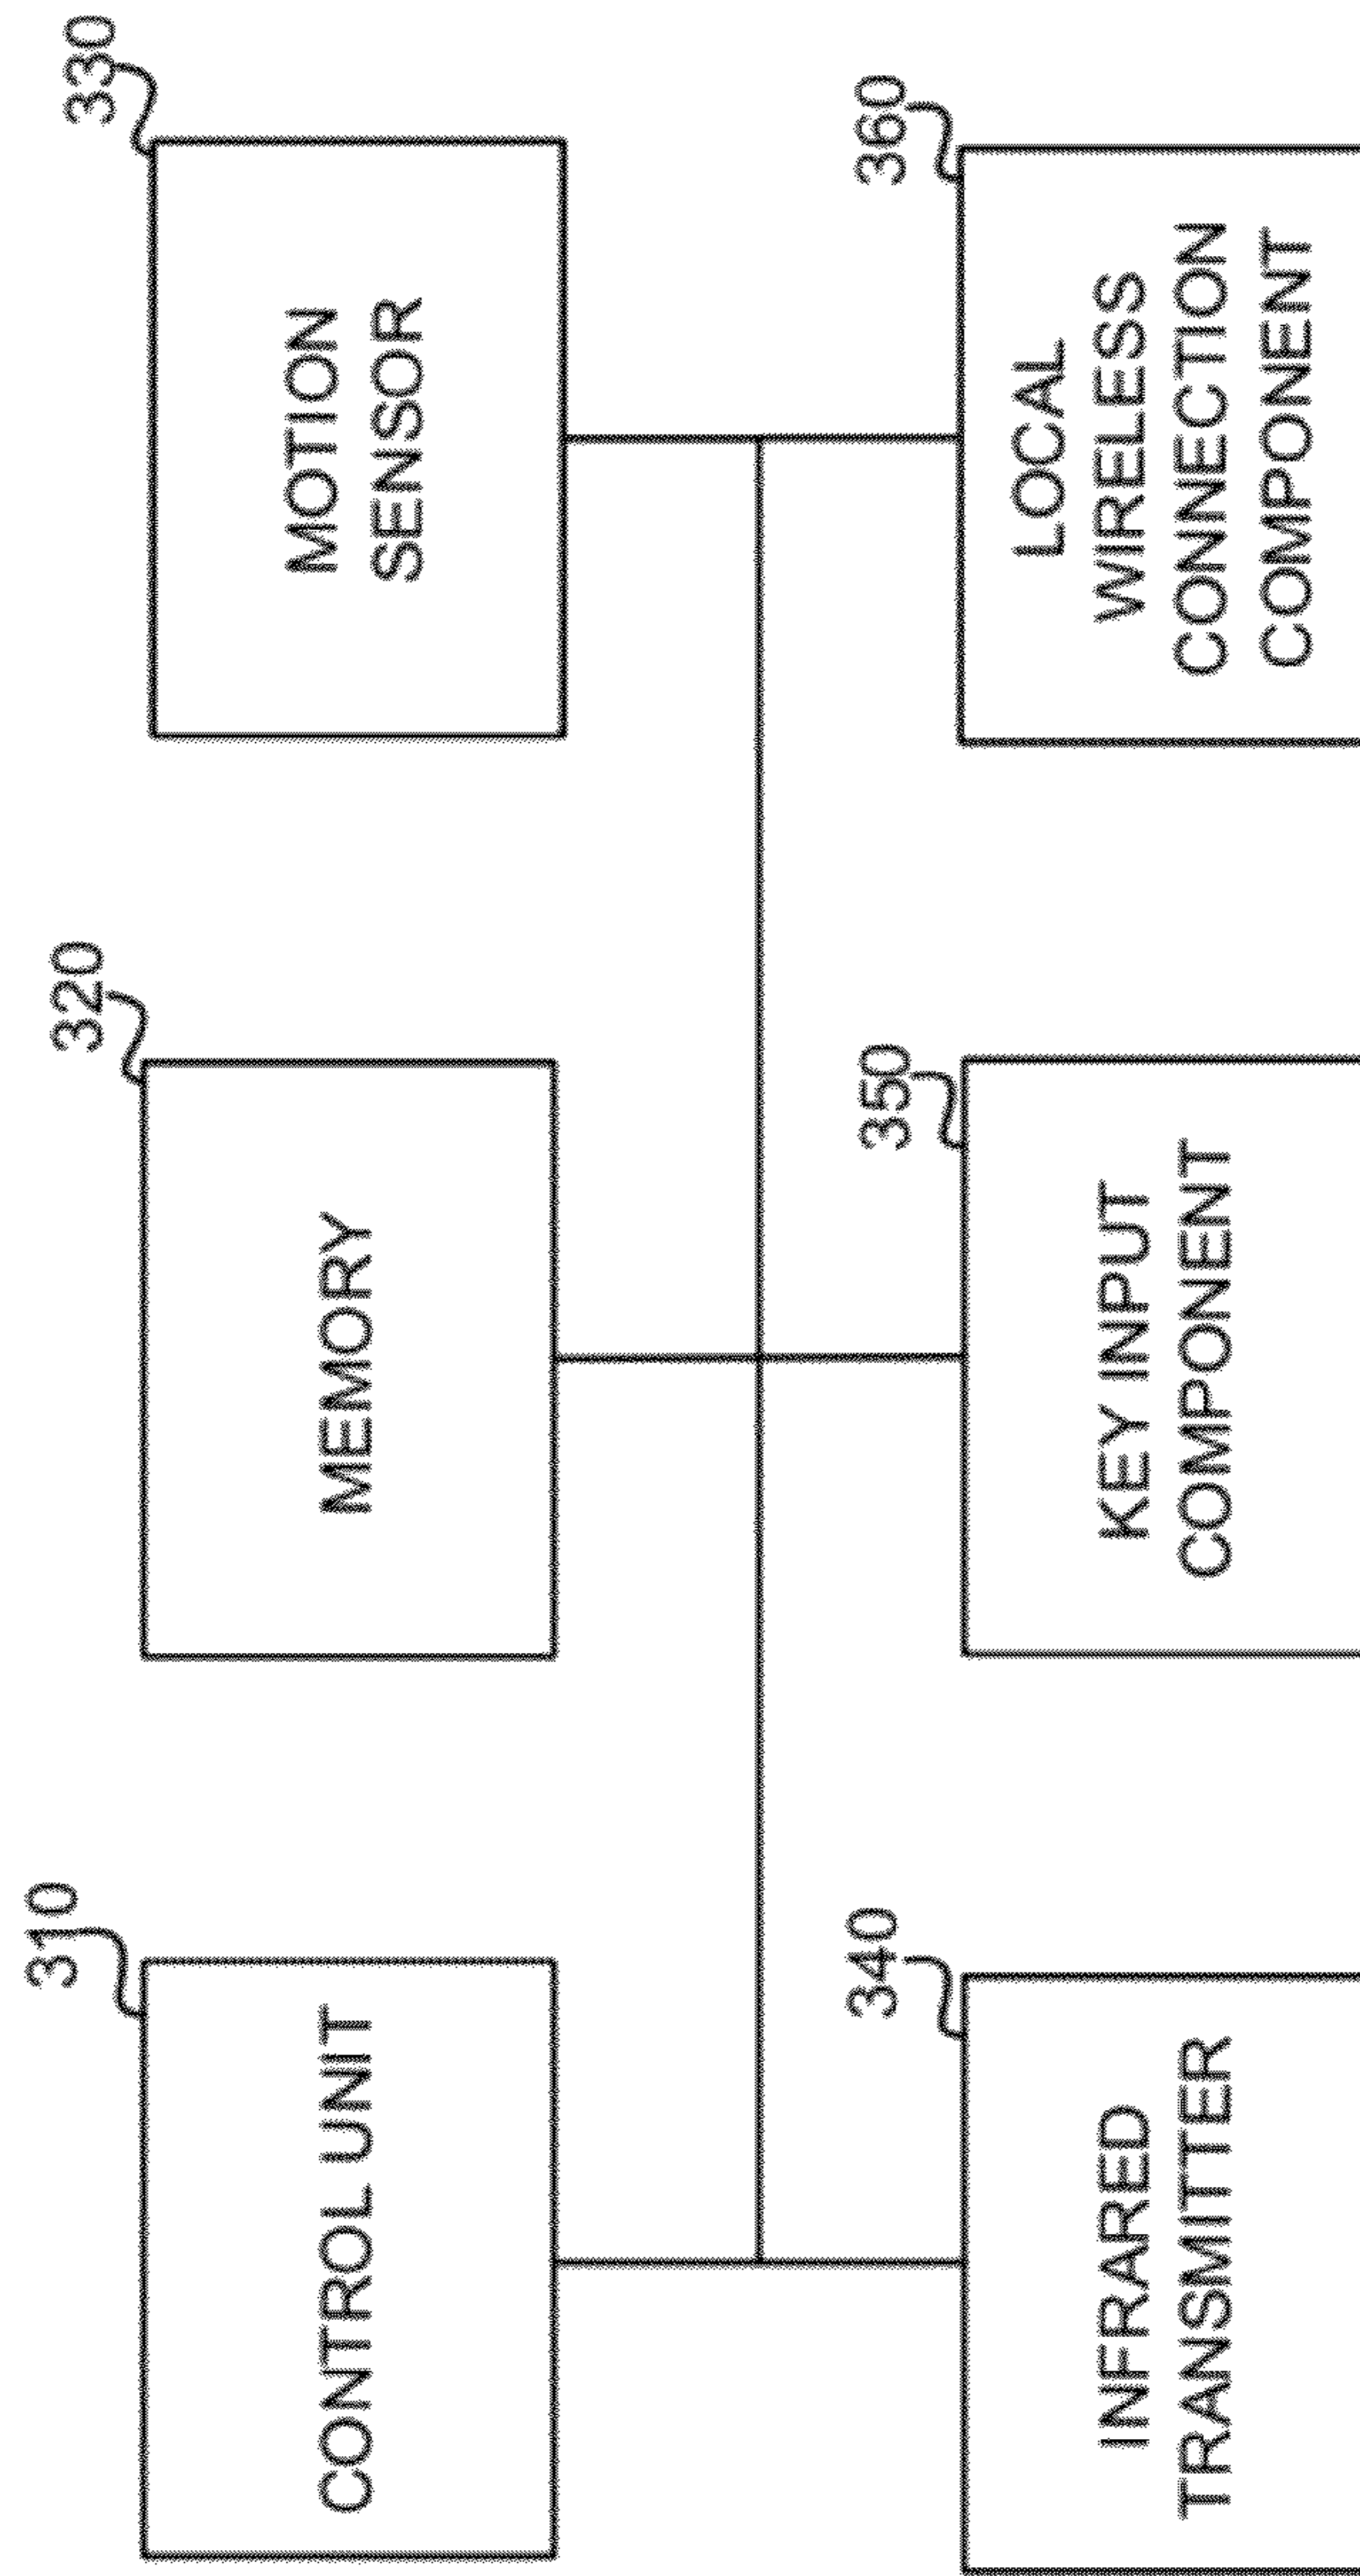 310
CONTROL UNIT
320
MEMORY
330
MOTION
SENSOR
340
INFRARED
TRANSMITTER
350
KEY INPUT
COMPONENT
360
LOCAL
WIRELESS
CONNECTION
COMPONENT